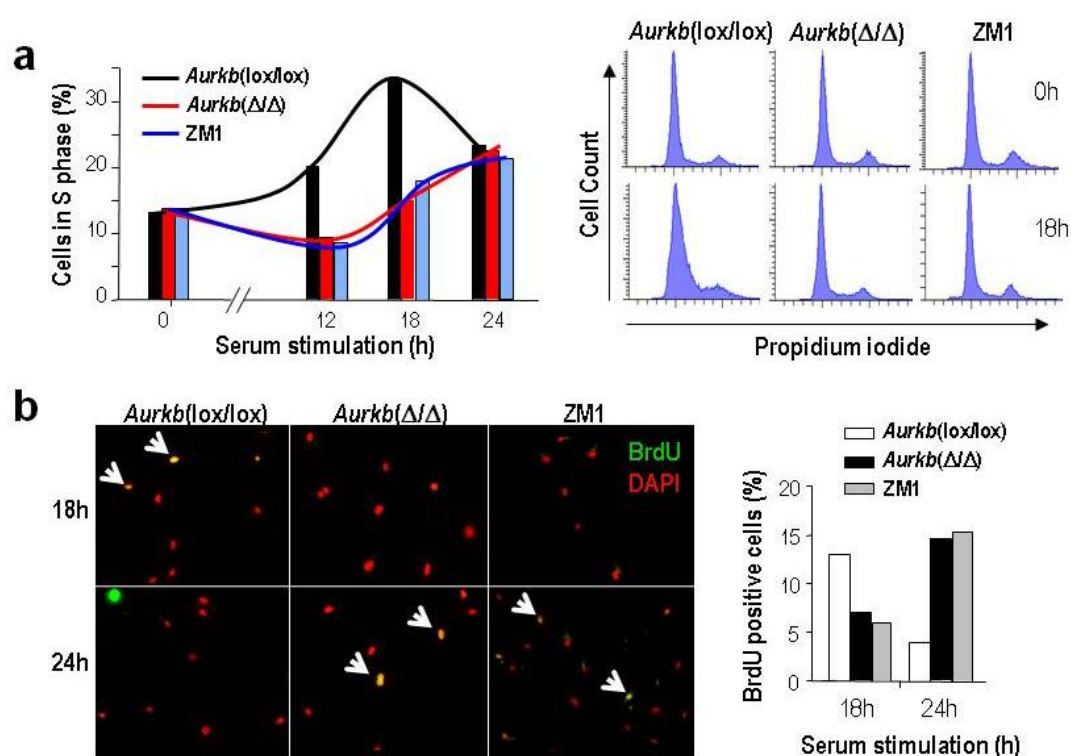 a
Aurkb(lox/lox)
Aurkb(Δ/Δ)
ZM1
Cells in S phase (%)
30
20
10
0
0 12 18 24
Serum stimulation (h)
Aurkb(lox/lox) Aurkb(Δ/Δ) ZM1
0h
18h
Cell Count
Propidium iodide
b
Aurkb(lox/lox) Aurkb(Δ/Δ) ZM1
BrdU
DAPI
18h
24h
Aurkb(lox/lox)
Aurkb(Δ/Δ)
ZM1
BrdU positive cells (%)
20
15
10
5
0
18h 24h
Serum stimulation (h)